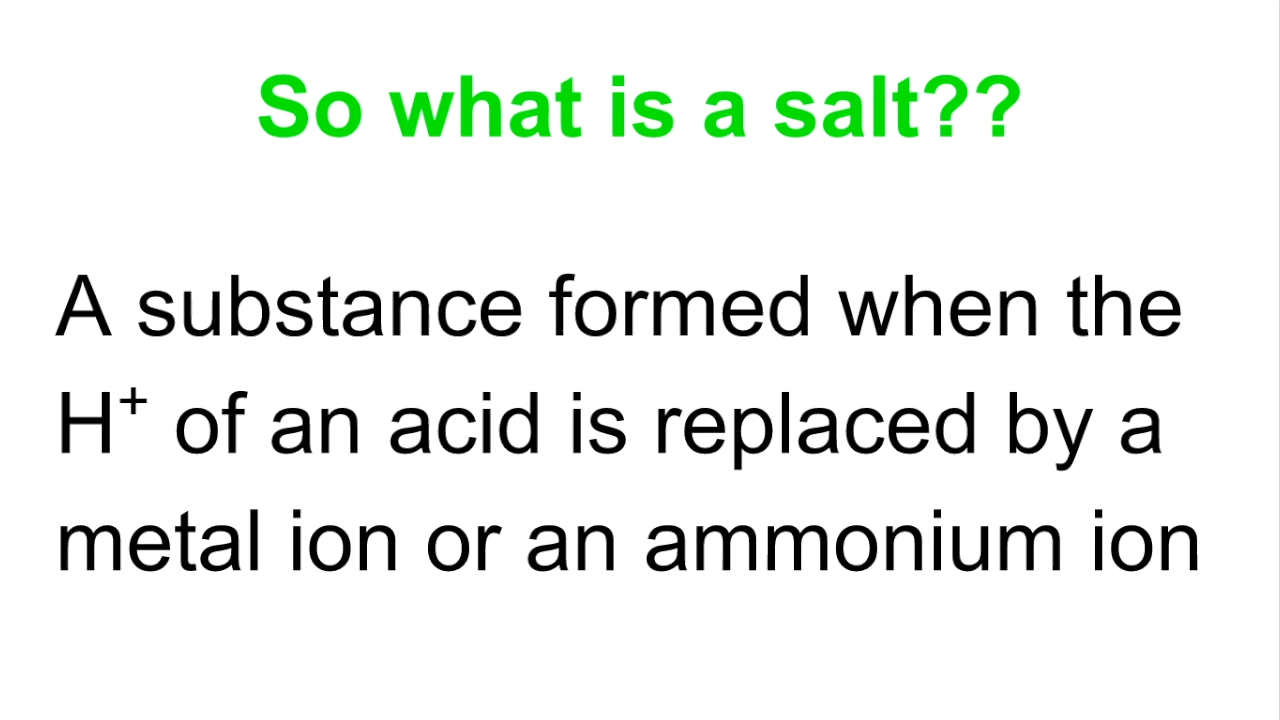 So what is a salt??
A substance formed when the
H⁺ of an acid is replaced by a
metal ion or an ammonium ion